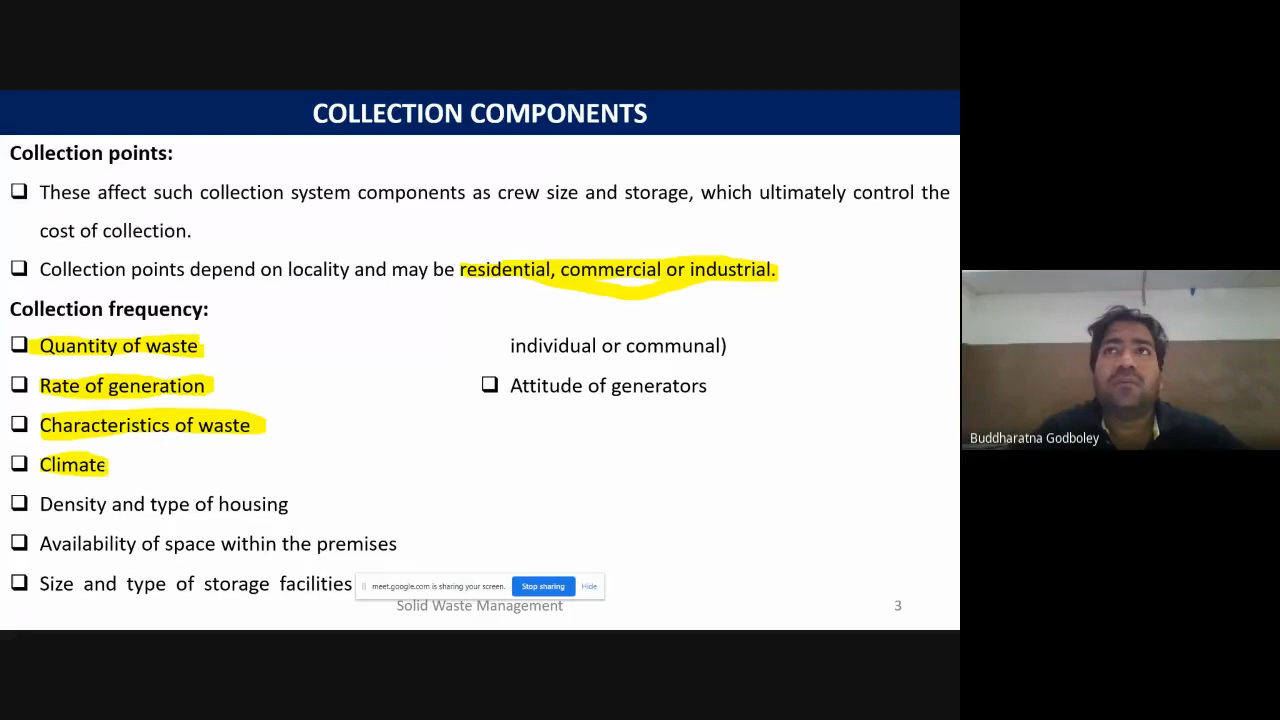 COLLECTION COMPONENTS
Collection points:
These affect such collection system components as crew size and storage, which ultimately control the
cost of collection.
Collection points depend on locality and may be residential, commercial or industrial.
Collection frequency:
Quantity of waste
Rate of generation
Characteristics of waste
Climate
Density and type of housing
Availability of space within the premises
Size and type of storage facilities
individual or communal)
Attitude of generators
meet.google.com is sharing your screen.
Stop sharing
Hide
Solid Waste Management
3
Buddharatna Godboley